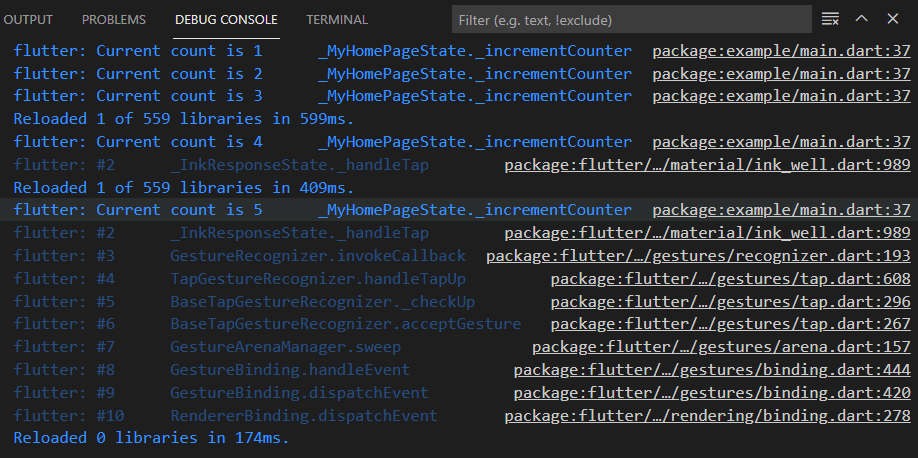 OUTPUT PROBLEMS DEBUG CONSOLE TERMINAL Filter (e.g. text, !exclude)
flutter: Current count is 1 _MyHomePageState._incrementCounter package:example/main.dart:37
flutter: Current count is 2 _MyHomePageState._incrementCounter package:example/main.dart:37
flutter: Current count is 3 _MyHomePageState._incrementCounter package:example/main.dart:37
Reloaded 1 of 559 libraries in 599ms.
flutter: Current count is 4 _MyHomePageState._incrementCounter package:example/main.dart:37
flutter: #2 _InkResponseState._handleTap package:flutter/…/material/ink_well.dart:989
Reloaded 1 of 559 libraries in 409ms.
flutter: Current count is 5 _MyHomePageState._incrementCounter package:example/main.dart:37
flutter: #2 _InkResponseState._handleTap package:flutter/…/material/ink_well.dart:989
flutter: #3 GestureRecognizer.invokeCallback package:flutter/…/gestures/recognizer.dart:193
flutter: #4 TapGestureRecognizer.handleTapUp package:flutter/…/gestures/tap.dart:608
flutter: #5 BaseTapGestureRecognizer._checkUp package:flutter/…/gestures/tap.dart:296
flutter: #6 BaseTapGestureRecognizer.acceptGesture package:flutter/…/gestures/tap.dart:267
flutter: #7 GestureArenaManager.sweep package:flutter/…/gestures/arena.dart:157
flutter: #8 GestureBinding.handleEvent package:flutter/…/gestures/binding.dart:444
flutter: #9 GestureBinding.dispatchEvent package:flutter/…/gestures/binding.dart:420
flutter: #10 RendererBinding.dispatchEvent package:flutter/…/rendering/binding.dart:278
Reloaded 0 libraries in 174ms.